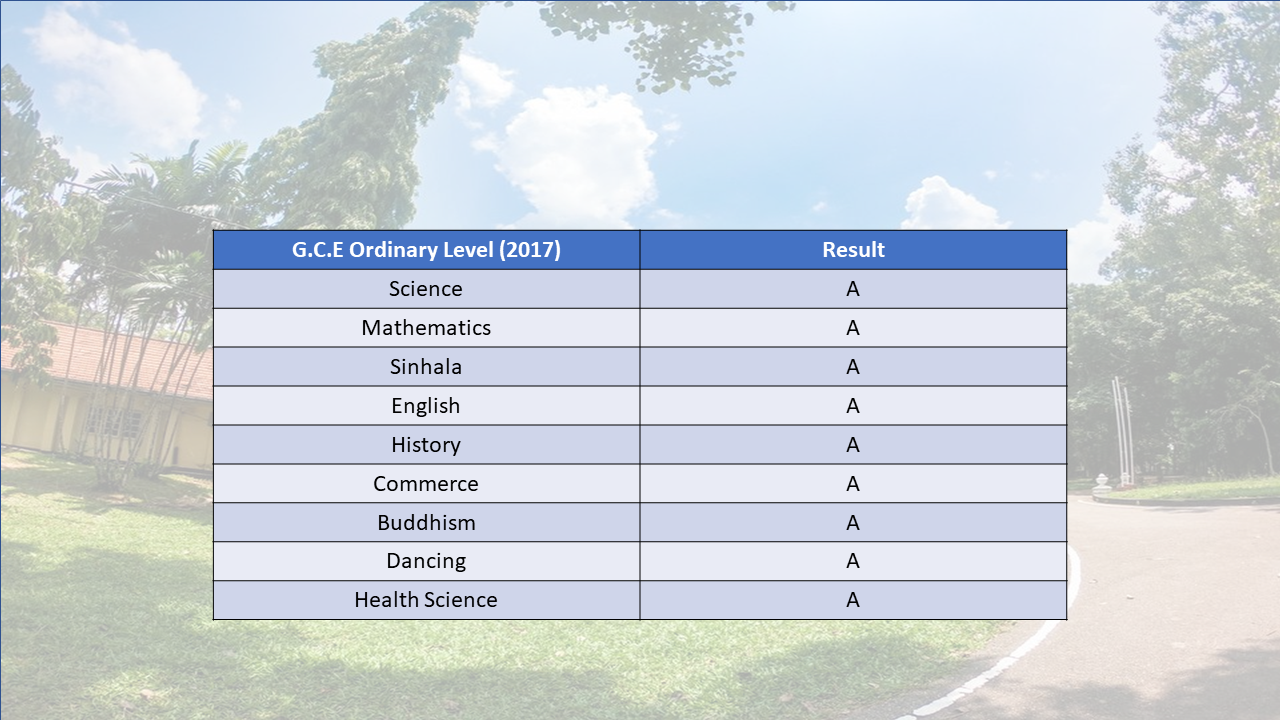 G.C.E Ordinary Level (2017) Result
Science A
Mathematics A
Sinhala A
English A
History A
Commerce A
Buddhism A
Dancing A
Health Science A